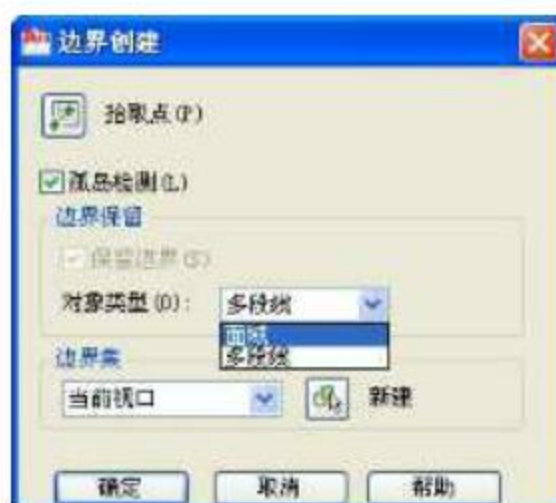 边界创建
拾取点(P)
孤岛检测(L)
边界保留
保留边界(S)
对象类型(O): 多段线
面域
多段线
边界集
当前视口 新建
确定 取消 帮助